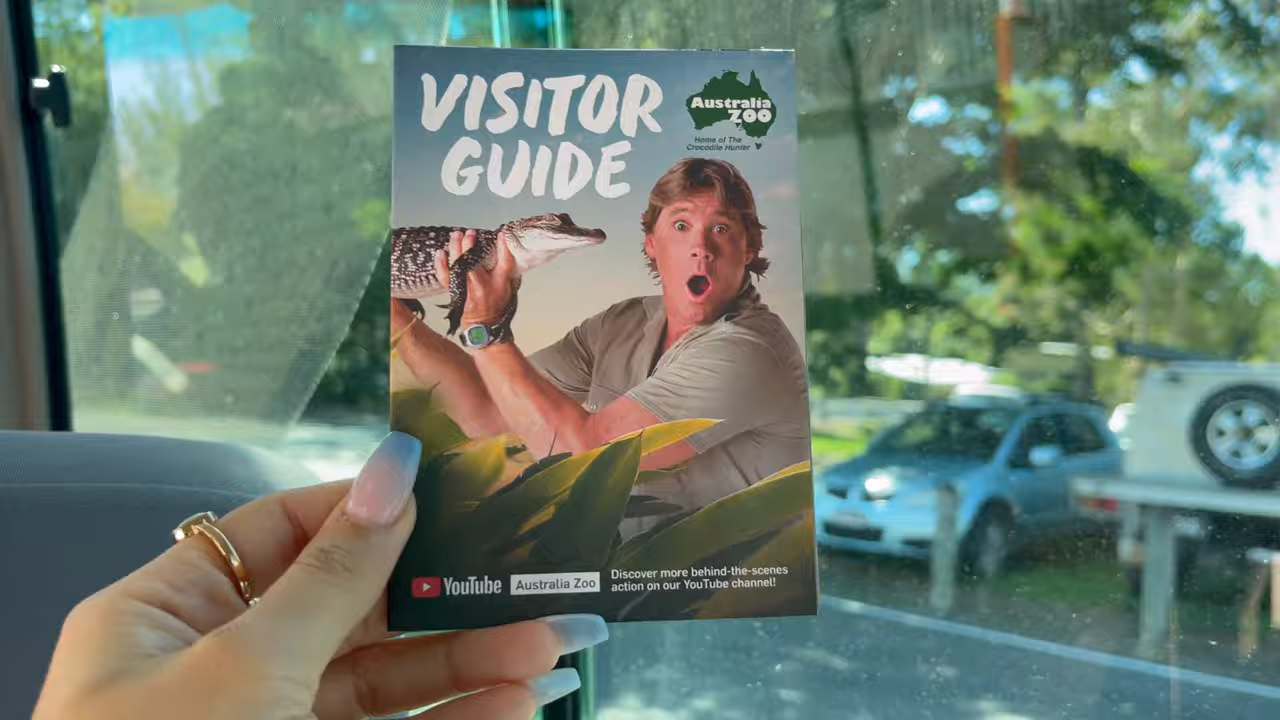 VISITOR
GUIDE
Australia
ZOO
Home of The
Crocodile Hunter
YouTube
Australia Zoo
Discover more behind-the-scenes
action on our YouTube channel!